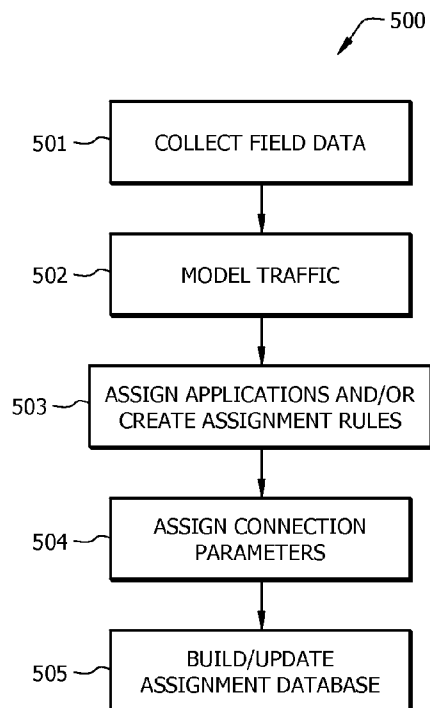 500
501
COLLECT FIELD DATA
502
MODEL TRAFFIC
503
ASSIGN APPLICATIONS AND/OR
CREATE ASSIGNMENT RULES
504
ASSIGN CONNECTION
PARAMETERS
505
BUILD/UPDATE
ASSIGNMENT DATABASE